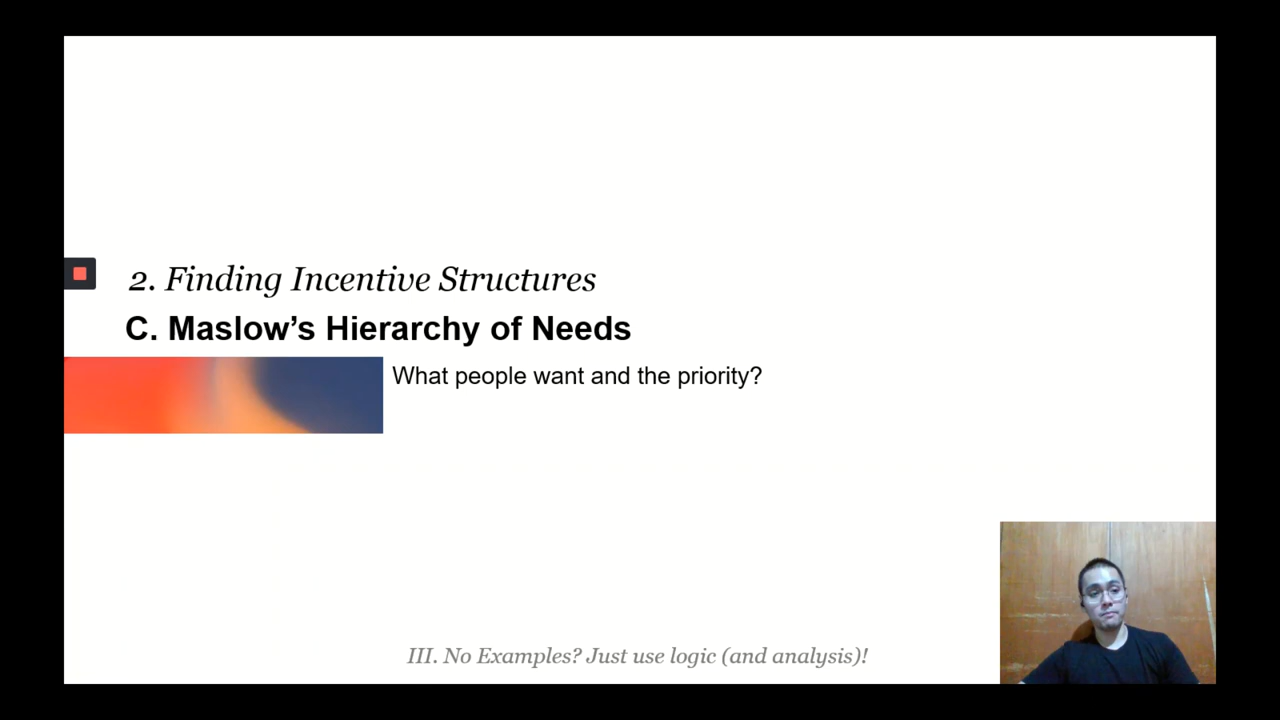 2. Finding Incentive Structures
C. Maslow’s Hierarchy of Needs
What people want and the priority?
III. No Examples? Just use logic (and analysis)!